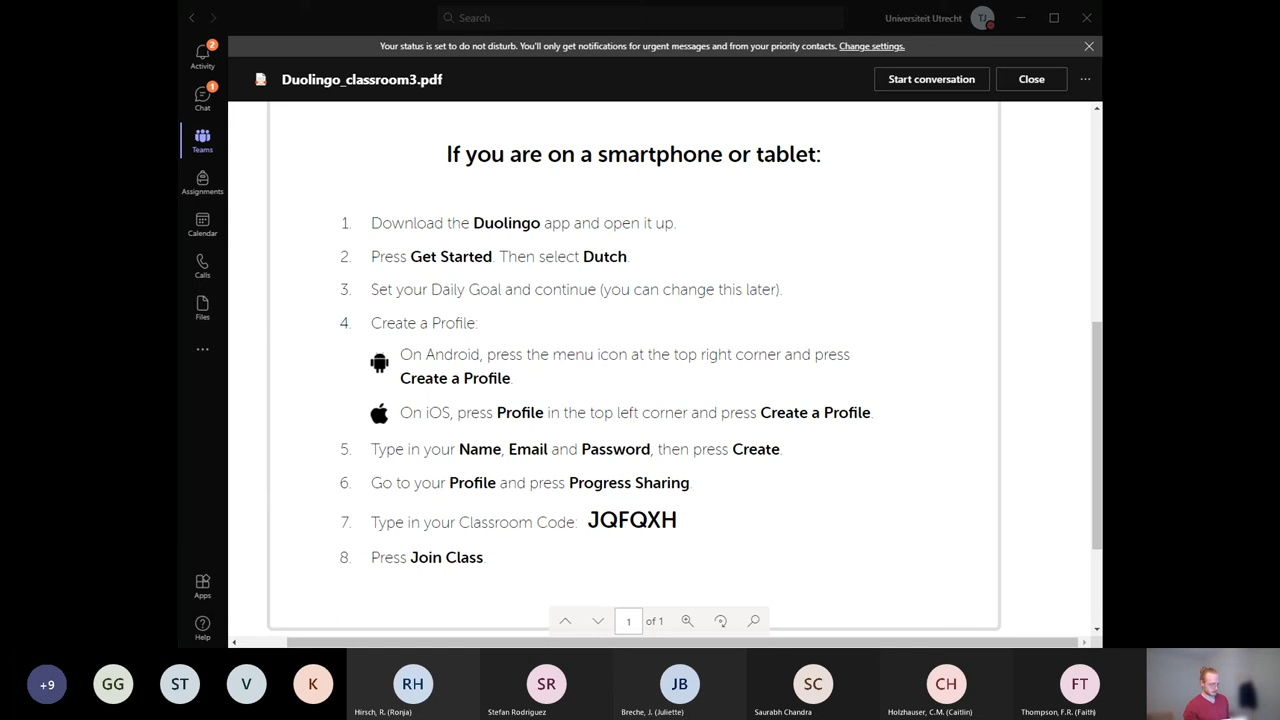 Search
Universiteit Utrecht
TJ
Your status is set to do not disturb. You'll only get notifications for urgent messages and from your priority contacts. Change settings.
2
Activity
Duolingo_classroom3.pdf
Start conversation
Close
1
Chat
Teams
Assignments
Calendar
Calls
Files
Apps
Help
If you are on a smartphone or tablet:
1. Download the Duolingo app and open it up.
2. Press Get Started. Then select Dutch.
3. Set your Daily Goal and continue (you can change this later).
4. Create a Profile:
On Android, press the menu icon at the top right corner and press
Create a Profile.
On iOS, press Profile in the top left corner and press Create a Profile.
5. Type in your Name, Email and Password, then press Create.
6. Go to your Profile and press Progress Sharing.
7. Type in your Classroom Code: JQFQXH
8. Press Join Class.
1 of 1
+9 GG ST V K RH SR JB SC CH FT
Hirsch, R. (Ronja) Stefan Rodriguez Breche, J. (Juliette) Saurabh Chandra Holzhauser, C.M. (Caitlin) Thompson, F.R. (Faith)